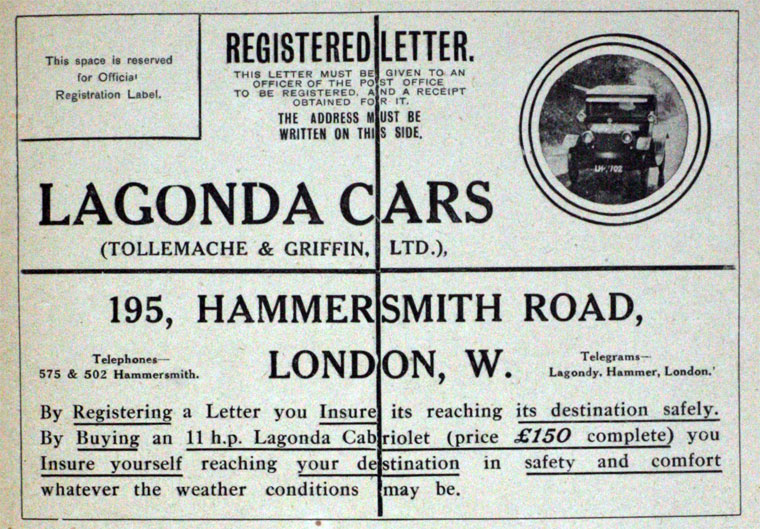 This space is reserved
for Official
Registration Label.
REGISTERED LETTER.
THIS LETTER MUST BE GIVEN TO AN
OFFICER OF THE POST OFFICE
TO BE REGISTERED, AND A RECEIPT
OBTAINED FOR IT.
THE ADDRESS MUST BE
WRITTEN ON THIS SIDE.
LAGONDA CARS
(TOLLEMACHE & GRIFFIN, LTD.),
195, HAMMERSMITH ROAD,
LONDON, W.
Telephones—
575 & 502 Hammersmith.
Telegrams—
Lagondy, Hammer, London.'
By Registering a Letter you Insure its reaching its destination safely.
By Buying an 11 h.p. Lagonda Cabriolet (price £150 complete) you
Insure yourself reaching your destination in safety and comfort
whatever the weather conditions may be.